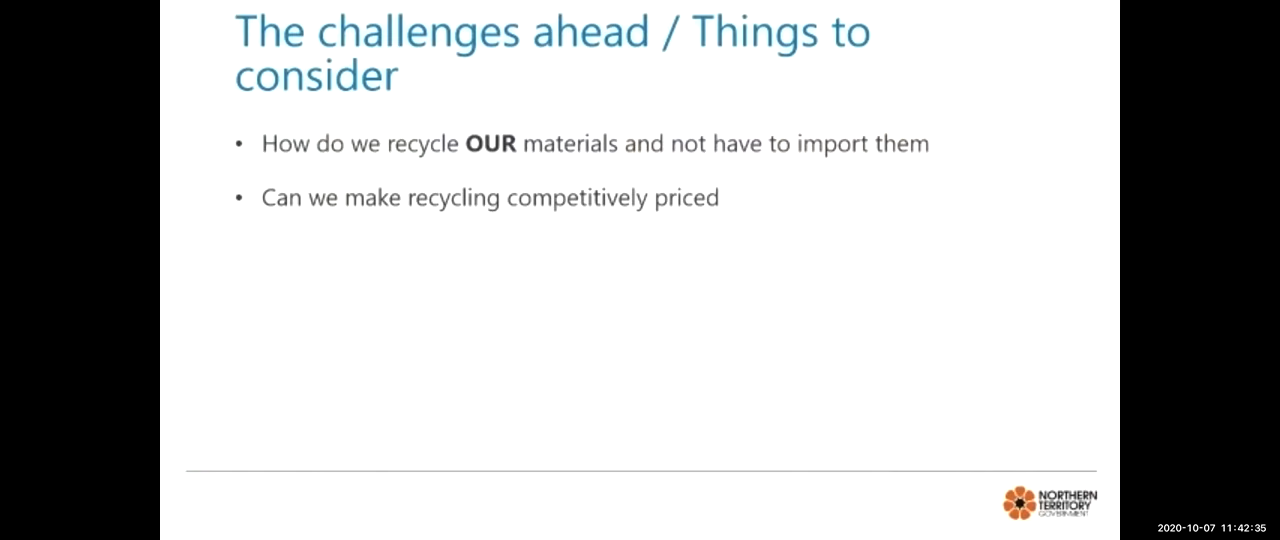 The challenges ahead / Things to
consider
• How do we recycle OUR materials and not have to import them
• Can we make recycling competitively priced
NORTHERN
TERRITORY
GOVERNMENT
2020-10-07 11:42:35